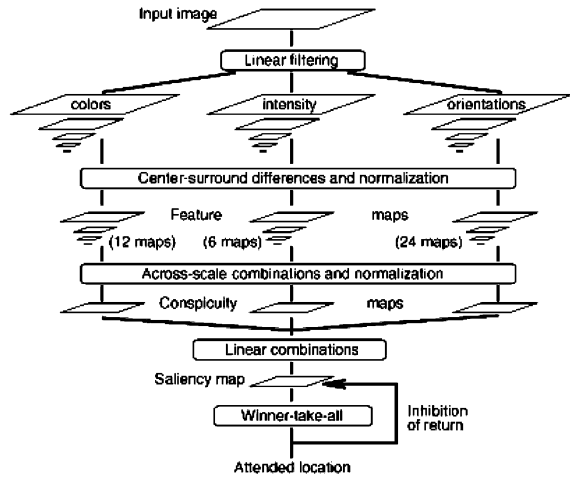 Input image
Linear filtering
colors intensity orientations
Center-surround differences and normalization
Feature maps
(12 maps) (6 maps) (24 maps)
Across-scale combinations and normalization
Conspicuity maps
Linear combinations
Saliency map
Winner-take-all
Inhibition
of return
Attended location